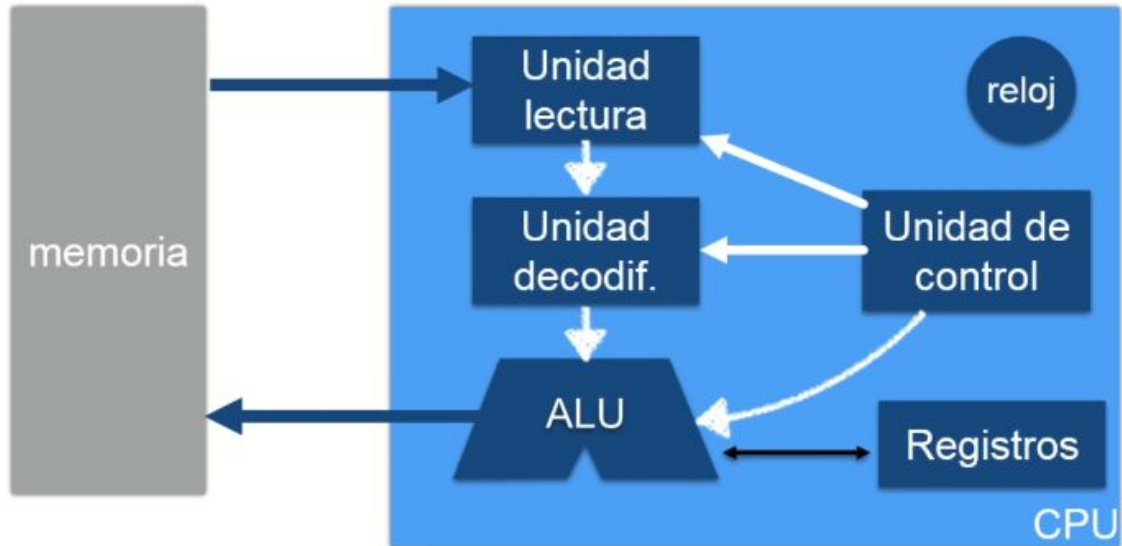 memoria
Unidad
lectura
reloj
Unidad
decodif.
Unidad de
control
ALU
Registros
CPU